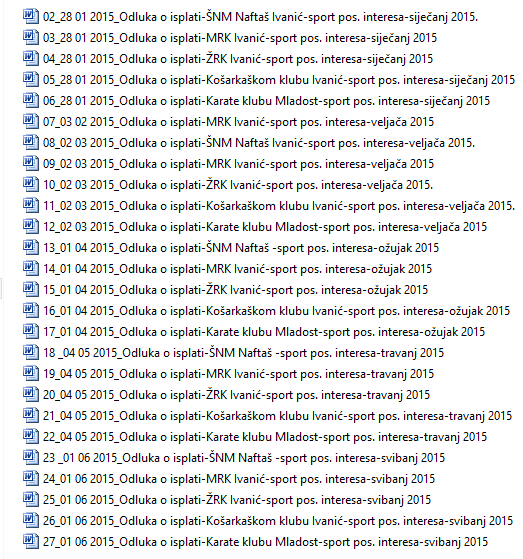 02_28 01 2015_Odluka o isplati-ŠNM Naftaš Ivanić-sport pos. interesa-siječanj 2015.
03_28 01 2015_Odluka o isplati-MRK Ivanić-sport pos. interesa-siječanj 2015
04_28 01 2015_Odluka o isplati-ŽRK Ivanić-sport pos. interesa-siječanj 2015
05_28 01 2015_Odluka o isplati-Košarkaškom klubu Ivanić-sport pos. interesa-siječanj 2015
06_28 01 2015_Odluka o isplati-Karate klubu Mladost-sport pos. interesa-siječanj 2015
07_03 02 2015_Odluka o isplati-MRK Ivanić-sport pos. interesa-veljača 2015
08_02 03 2015_Odluka o isplati-ŠNM Naftaš Ivanić-sport pos. interesa-veljača 2015.
09_02 03 2015_Odluka o isplati-MRK Ivanić-sport pos. interesa-veljača 2015
10_02 03 2015_Odluka o isplati-ŽRK Ivanić-sport pos. interesa-veljača 2015.
11_02 03 2015_Odluka o isplati-Košarkaškom klubu Ivanić-sport pos. interesa-veljača 2015.
12_02 03 2015_Odluka o isplati-Karate klubu Mladost-sport pos. interesa-veljača 2015
13_01 04 2015_Odluka o isplati-ŠNM Naftaš -sport pos. interesa-ožujak 2015
14_01 04 2015_Odluka o isplati-MRK Ivanić-sport pos. interesa-ožujak 2015
15_01 04 2015_Odluka o isplati-ŽRK Ivanić-sport pos. interesa-ožujak 2015
16_01 04 2015_Odluka o isplati-Košarkaškom klubu Ivanić-sport pos. interesa-ožujak 2015
17_01 04 2015_Odluka o isplati-Karate klubu Mladost-sport pos. interesa-ožujak 2015
18 _04 05 2015_Odluka o isplati-ŠNM Naftaš -sport pos. interesa-travanj 2015
19_04 05 2015_Odluka o isplati-MRK Ivanić-sport pos. interesa-travanj 2015
20_04 05 2015_Odluka o isplati-ŽRK Ivanić-sport pos. interesa-travanj 2015
21_04 05 2015_Odluka o isplati-Košarkaškom klubu Ivanić-sport pos. interesa-travanj 2015
22_04 05 2015_Odluka o isplati-Karate klubu Mladost-sport pos. interesa-travanj 2015
23 _01 06 2015_Odluka o isplati-ŠNM Naftaš -sport pos. interesa-svibanj 2015
24_01 06 2015_Odluka o isplati-MRK Ivanić-sport pos. interesa-svibanj 2015
25_01 06 2015_Odluka o isplati-ŽRK Ivanić-sport pos. interesa-svibanj 2015
26_01 06 2015_Odluka o isplati-Košarkaškom klubu Ivanić-sport pos. interesa-svibanj 2015
27_01 06 2015_Odluka o isplati-Karate klubu Mladost-sport pos. interesa-svibanj 2015